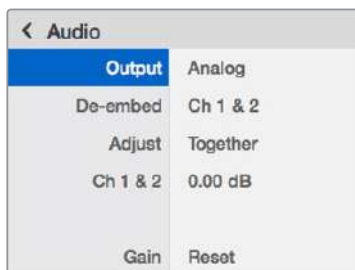 < Audio
Output Analog
De-embed Ch 1 & 2
Adjust Together
Ch 1 & 2 0.00 dB
Gain Reset